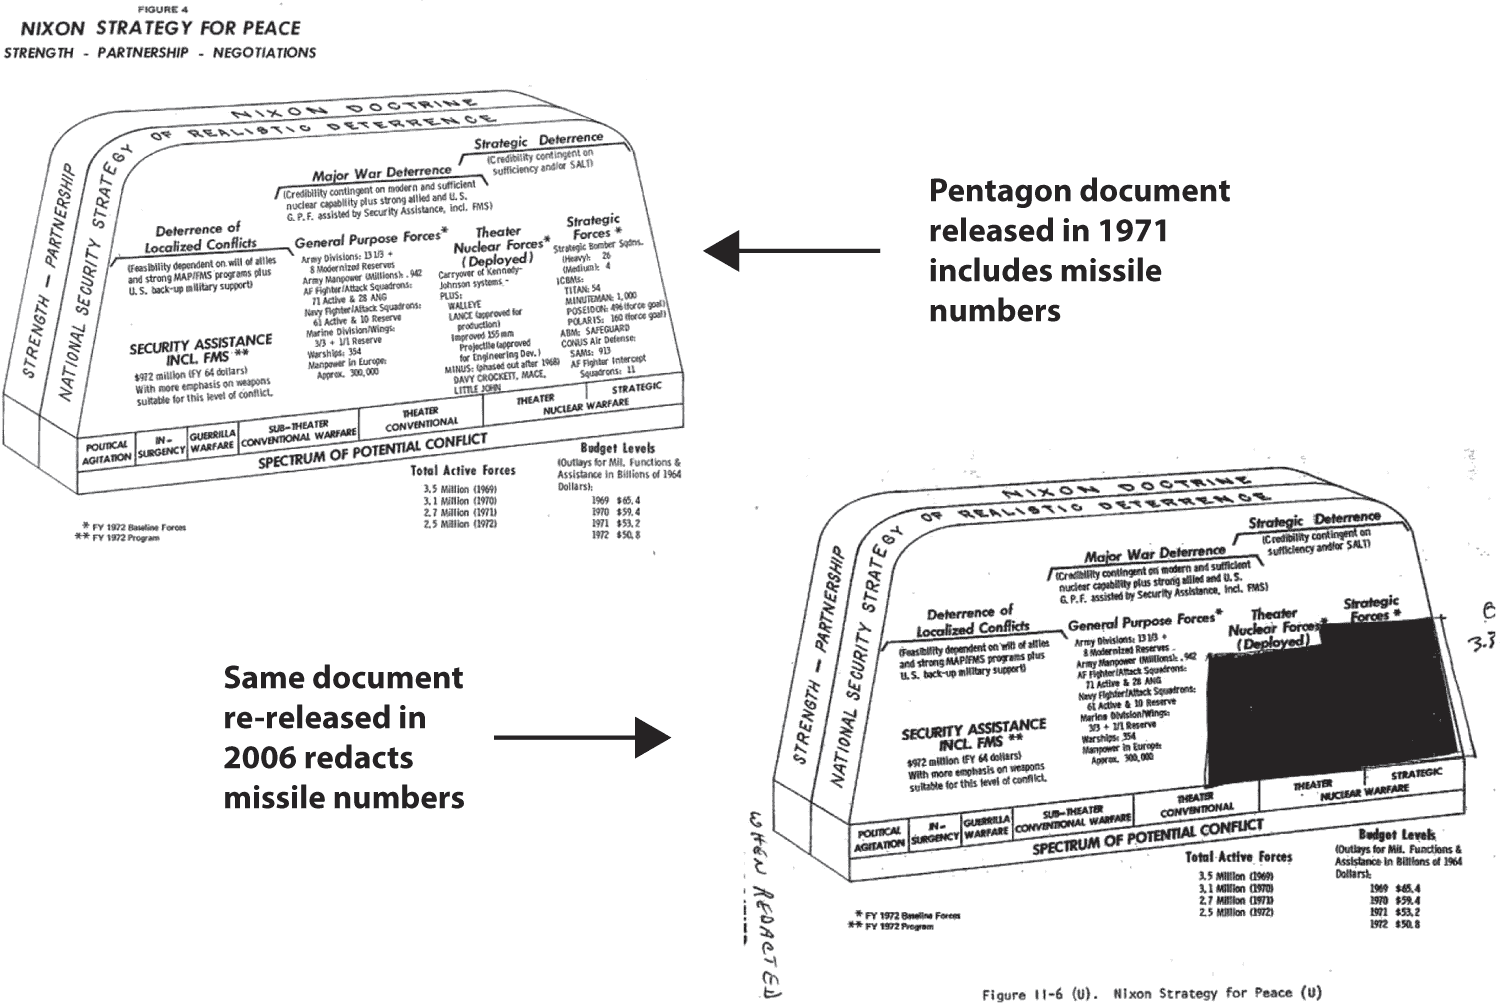 FIGURE 4
NIXON STRATEGY FOR PEACE
STRENGTH - PARTNERSHIP - NEGOTIATIONS
NIXON DOCTRINE
OF REALISTIC DETERRENCE
STRENGTH — PARTNERSHIP
NATIONAL SECURITY STRATEGY
Strategic Deterrence
(Credibility contingent on
sufficiency and/or SALT)
Major War Deterrence
(Credibility contingent on modern and sufficient
nuclear capability plus strong allied and U.S.
G.P.F. assisted by Security Assistance, incl. FMS)
Deterrence of
Localized Conflicts
(Feasibility dependent on will of allies
and strong MAP/FMS programs plus
U.S. back-up military support)
SECURITY ASSISTANCE
INCL. FMS **
$972 million (FY 64 dollars)
With more emphasis on weapons
suitable for this level of conflict.
General Purpose Forces*
Army Divisions: 13 1/3 +
8 Modernized Reserves
Army Manpower (Millions): .942
AF Fighter/Attack Squadrons:
71 Active & 28 ANG
Navy Fighter/Attack Squadrons:
61 Active & 10 Reserve
Marine Division/Wings:
3/3 + 1/1 Reserve
Warships: 354
Manpower in Europe:
Approx. 300,000
Theater
Nuclear Forces*
(Deployed)
Carryover of Kennedy-
Johnson systems -
PLUS:
WALLEYE
LANCE (approved for
production)
Improved 155 mm
Projectile (approved
for Engineering Dev.)
MINUS: (phased out after 1968)
DAVY CROCKETT, MACE,
LITTLE JOHN
Strategic
Forces *
Strategic Bomber Sqdns.
(Heavy): 26
(Medium): 4
ICBMs:
TITAN: 54
MINUTEMAN: 1,000
POSEIDON: 496 (force goal)
POLARIS: 160 (force goal)
ABM: SAFEGUARD
CONUS Air Defense:
SAMs: 913
AF Fighter Intercept
Squadrons: 11
POLITICAL
AGITATION
IN-
SURGENCY
GUERRILLA
WARFARE
SUB-THEATER
CONVENTIONAL WARFARE
THEATER
CONVENTIONAL
THEATER
STRATEGIC
NUCLEAR WARFARE
SPECTRUM OF POTENTIAL CONFLICT
Total Active Forces
3.5 Million (1969)
3.1 Million (1970)
2.7 Million (1971)
2.5 Million (1972)
Budget Levels
(Outlays for Mil. Functions &
Assistance in Billions of 1964
Dollars):
1969 $65.4
1970 $59.4
1971 $53.2
1972 $50.8
* FY 1972 Baseline Forces
** FY 1972 Program
Pentagon document
released in 1971
includes missile
numbers
Same document
re-released in
2006 redacts
missile numbers
NIXON DOCTRINE
OF REALISTIC DETERRENCE
STRENGTH — PARTNERSHIP
NATIONAL SECURITY STRATEGY
Strategic Deterrence
(Credibility contingent on
sufficiency and/or SALT)
Major War Deterrence
(Credibility contingent on modern and sufficient
nuclear capability plus strong allied and U.S.
G.P.F. assisted by Security Assistance, incl. FMS)
Deterrence of
Localized Conflicts
(Feasibility dependent on will of allies
and strong MAP/FMS programs plus
U.S. back-up military support)
SECURITY ASSISTANCE
INCL. FMS **
$972 million (FY 64 dollars)
With more emphasis on weapons
suitable for this level of conflict.
General Purpose Forces*
Army Divisions: 13 1/3 +
8 Modernized Reserves
Army Manpower (Millions): .942
AF Fighter/Attack Squadrons:
71 Active & 28 ANG
Navy Fighter/Attack Squadrons:
61 Active & 10 Reserve
Marine Division/Wings:
3/3 + 1/1 Reserve
Warships: 354
Manpower in Europe:
Approx. 300,000
Theater
Nuclear Forces*
(Deployed)
Strategic
Forces *
POLITICAL
AGITATION
IN-
SURGENCY
GUERRILLA
WARFARE
SUB-THEATER
CONVENTIONAL WARFARE
THEATER
CONVENTIONAL
THEATER
STRATEGIC
NUCLEAR WARFARE
SPECTRUM OF POTENTIAL CONFLICT
Total Active Forces
3.5 Million (1969)
3.1 Million (1970)
2.7 Million (1971)
2.5 Million (1972)
Budget Levels
(Outlays for Mil. Functions &
Assistance in Billions of 1964
Dollars):
1969 $65.4
1970 $59.4
1971 $53.2
1972 $50.8
* FY 1972 Baseline Forces
** FY 1972 Program
WHEN REDACTED
Figure II-6 (U). Nixon Strategy for Peace (U)